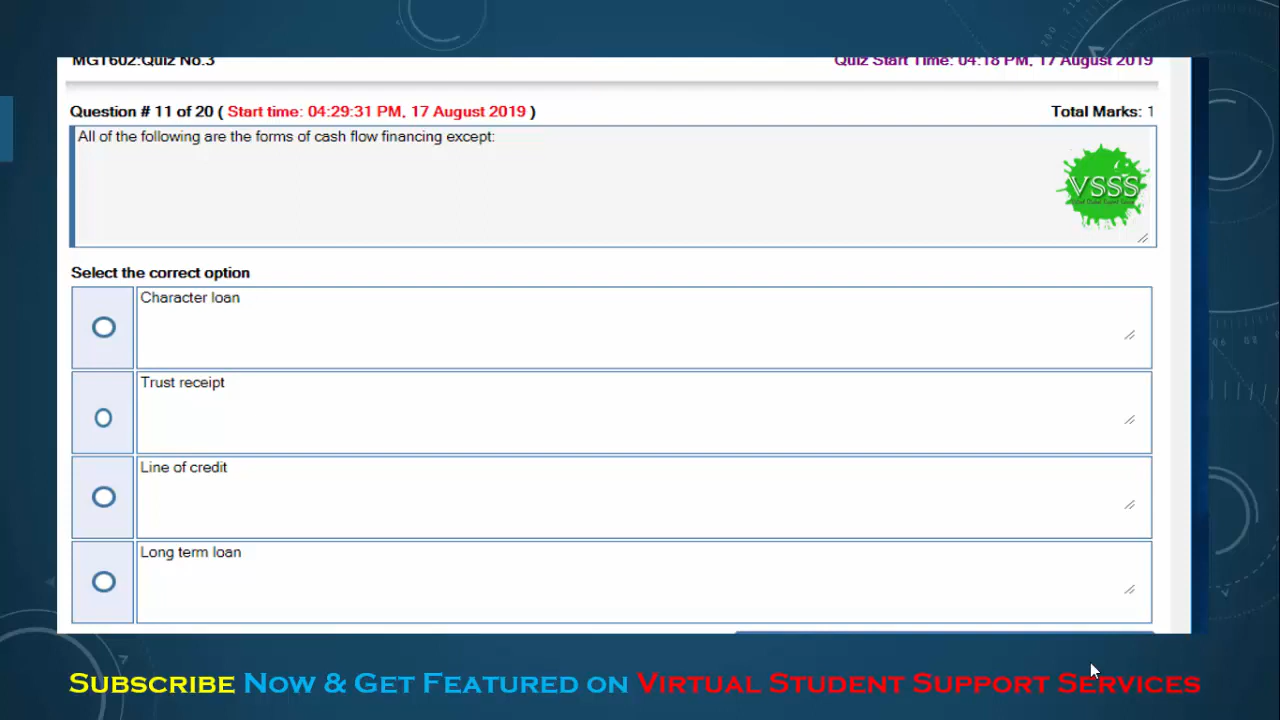 MGT602:Quiz No.3
Quiz Start Time: 04:18 PM, 17 August 2019
Question # 11 of 20 ( Start time: 04:29:31 PM, 17 August 2019 )
Total Marks: 1
All of the following are the forms of cash flow financing except:
VSSS
Select the correct option
Character loan
Trust receipt
Line of credit
Long term loan
Subscribe Now & Get Featured on Virtual Student Support Services